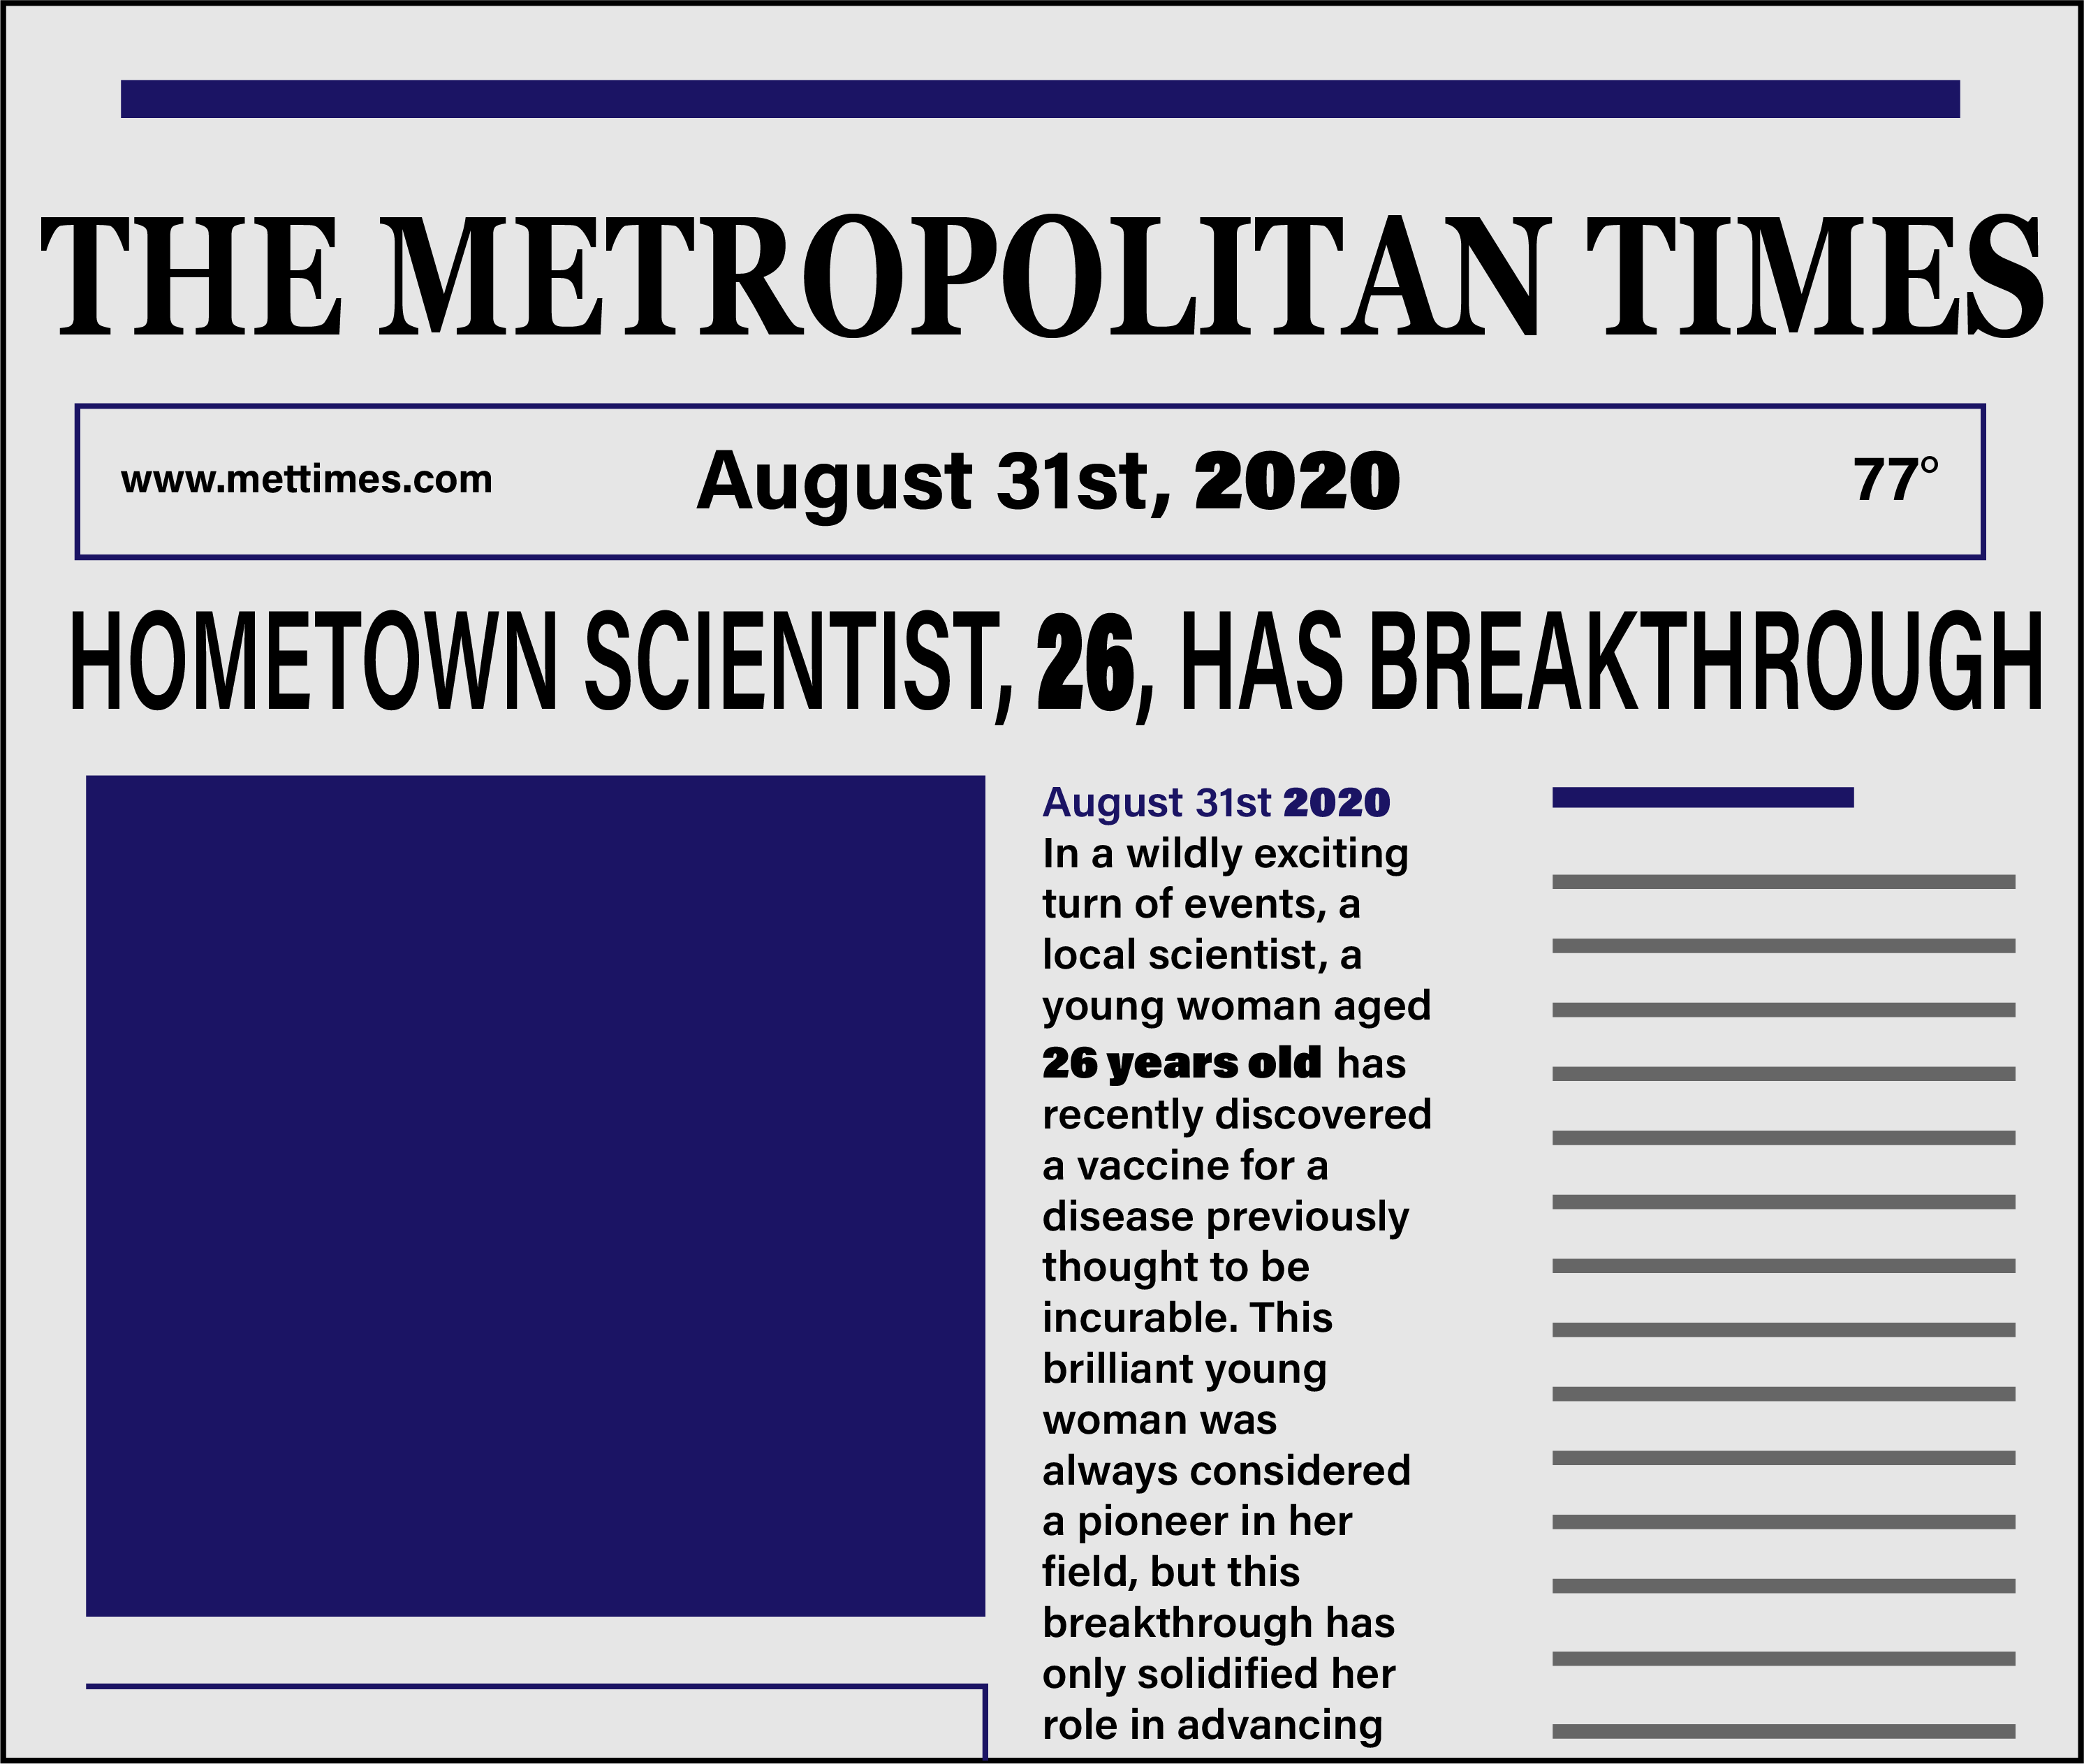 THE METROPOLITAN TIMES
www.mettimes.com August 31st, 2020 77°
HOMETOWN SCIENTIST, 26, HAS BREAKTHROUGH
August 31st 2020
In a wildly exciting
turn of events, a
local scientist, a
young woman aged
26 years old has
recently discovered
a vaccine for a
disease previously
thought to be
incurable. This
brilliant young
woman was
always considered
a pioneer in her
field, but this
breakthrough has
only solidified her
role in advancing